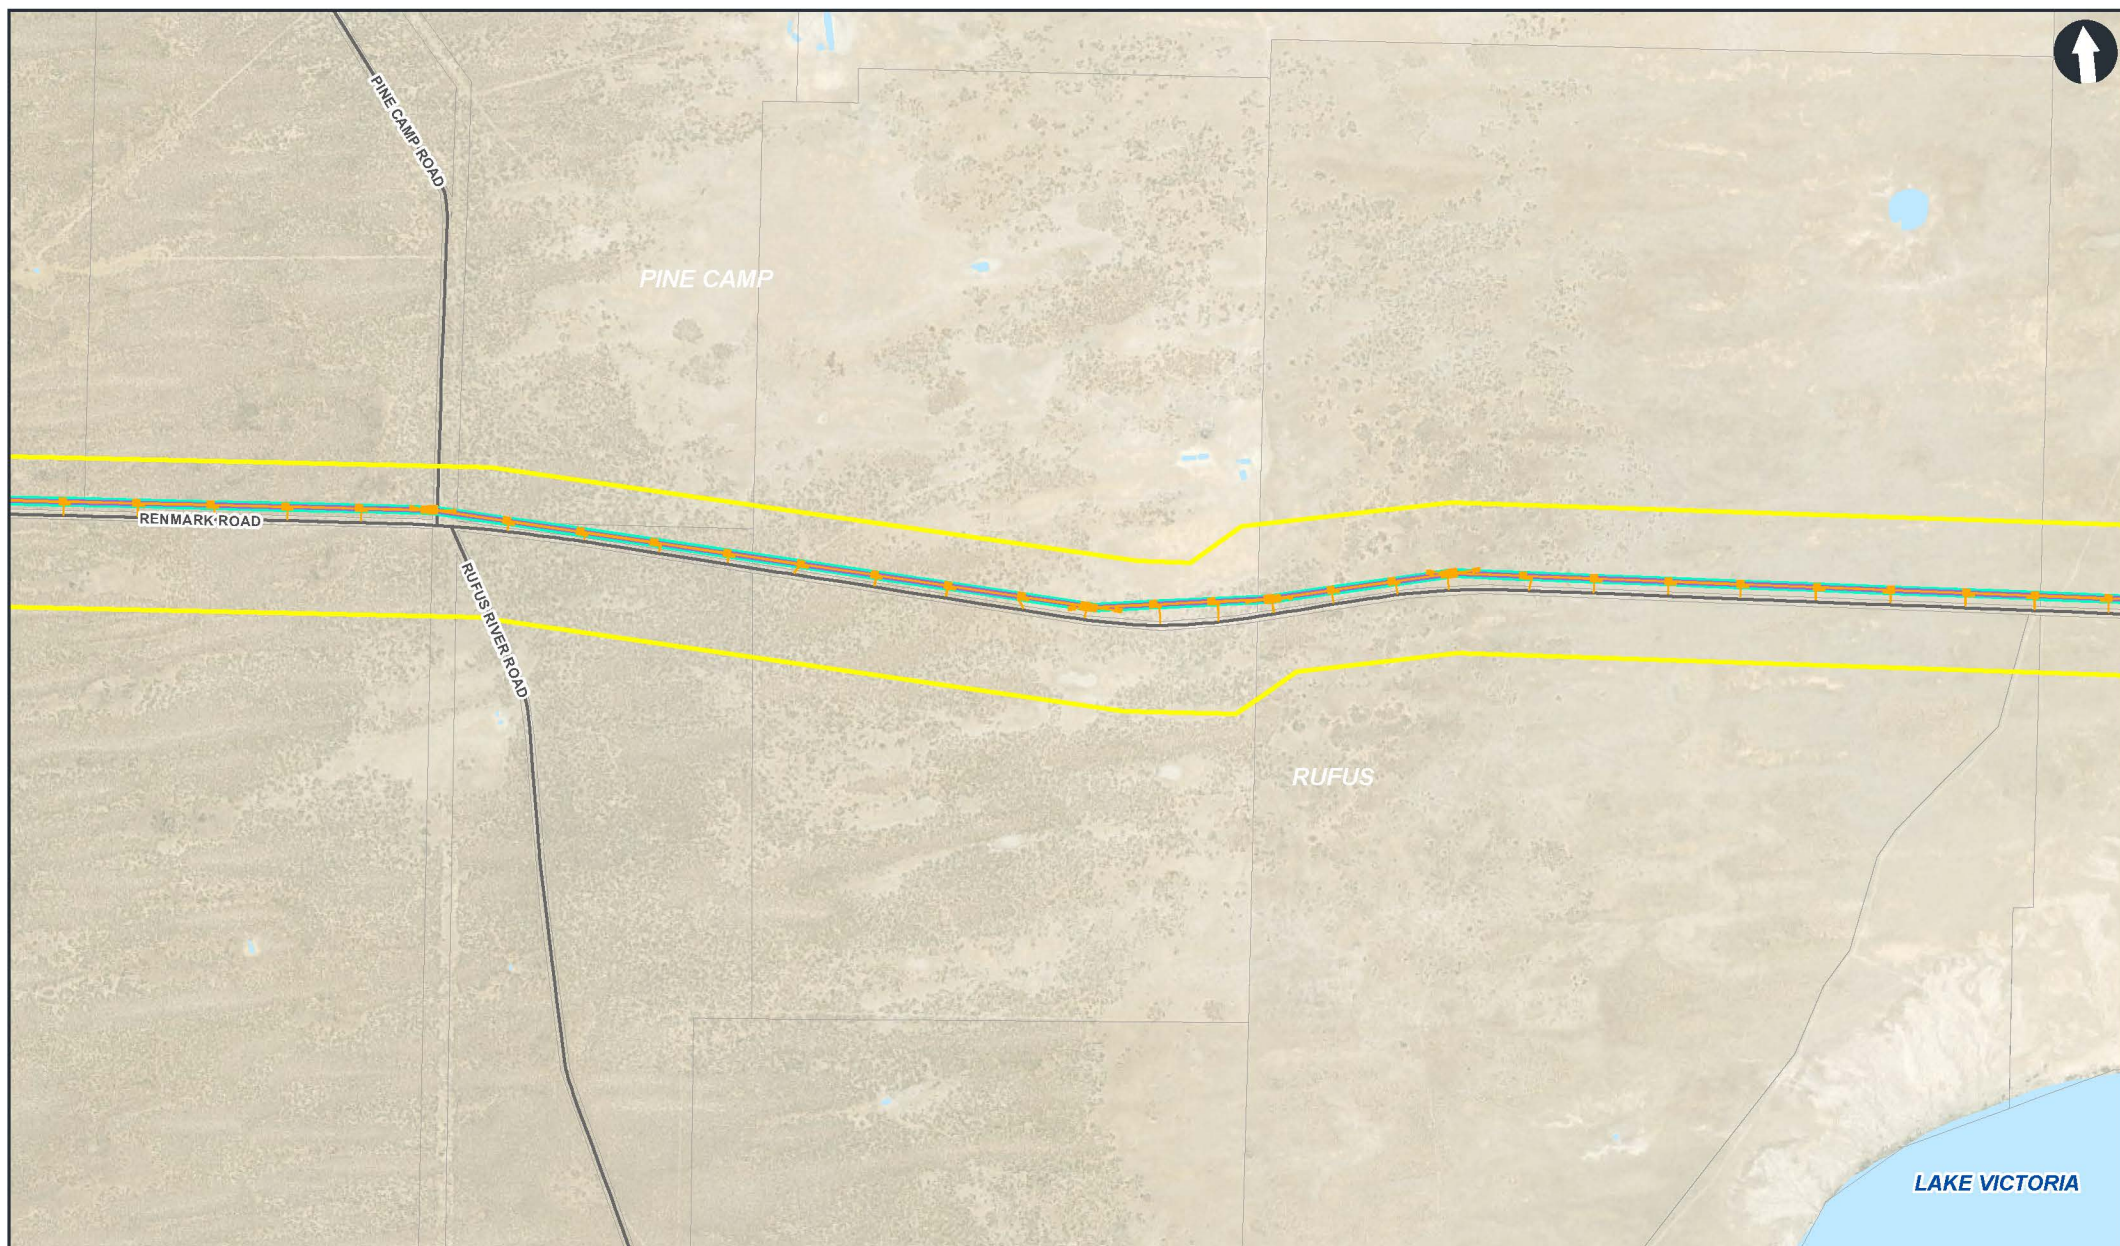 PINE CAMP ROAD
PINE CAMP
RENMARK ROAD
RUFUS RIVER ROAD
RUFUS
LAKE VICTORIA